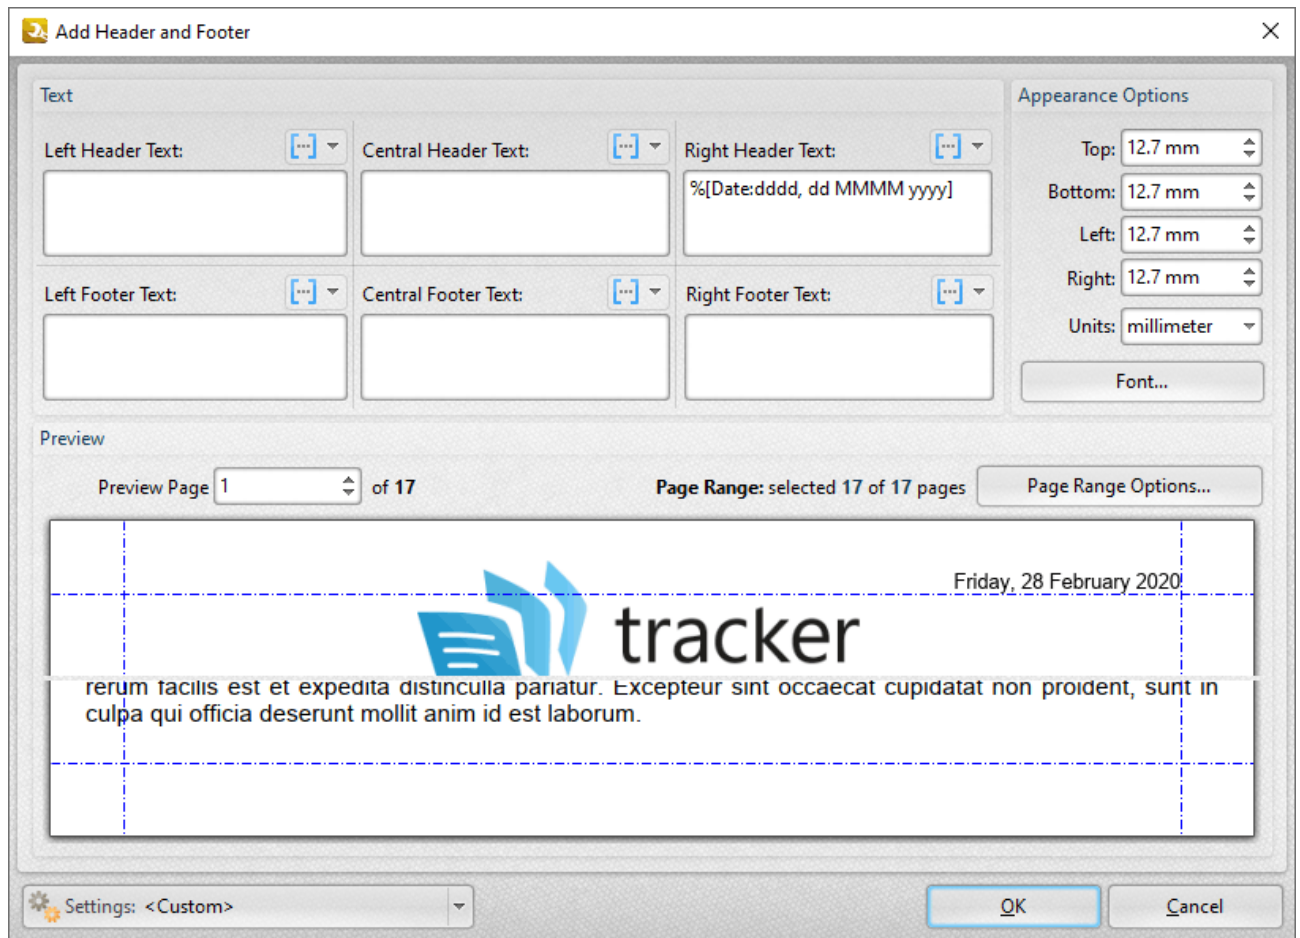 Add Header and Footer
Text
Appearance Options
Left Header Text:
Central Header Text:
Right Header Text:
%[Date:dddd, dd MMMM yyyy]
Left Footer Text:
Central Footer Text:
Right Footer Text:
Top: 12.7 mm
Bottom: 12.7 mm
Left: 12.7 mm
Right: 12.7 mm
Units: millimeter
Font...
Preview
Preview Page 1 of 17
Page Range: selected 17 of 17 pages
Page Range Options...
Friday, 28 February 2020
tracker
rerum facilis est et expedita distinculla pariatur. Excepteur sint occaecat cupidatat non proident, sunt in
culpa qui officia deserunt mollit anim id est laborum.
Settings: <Custom>
OK
Cancel